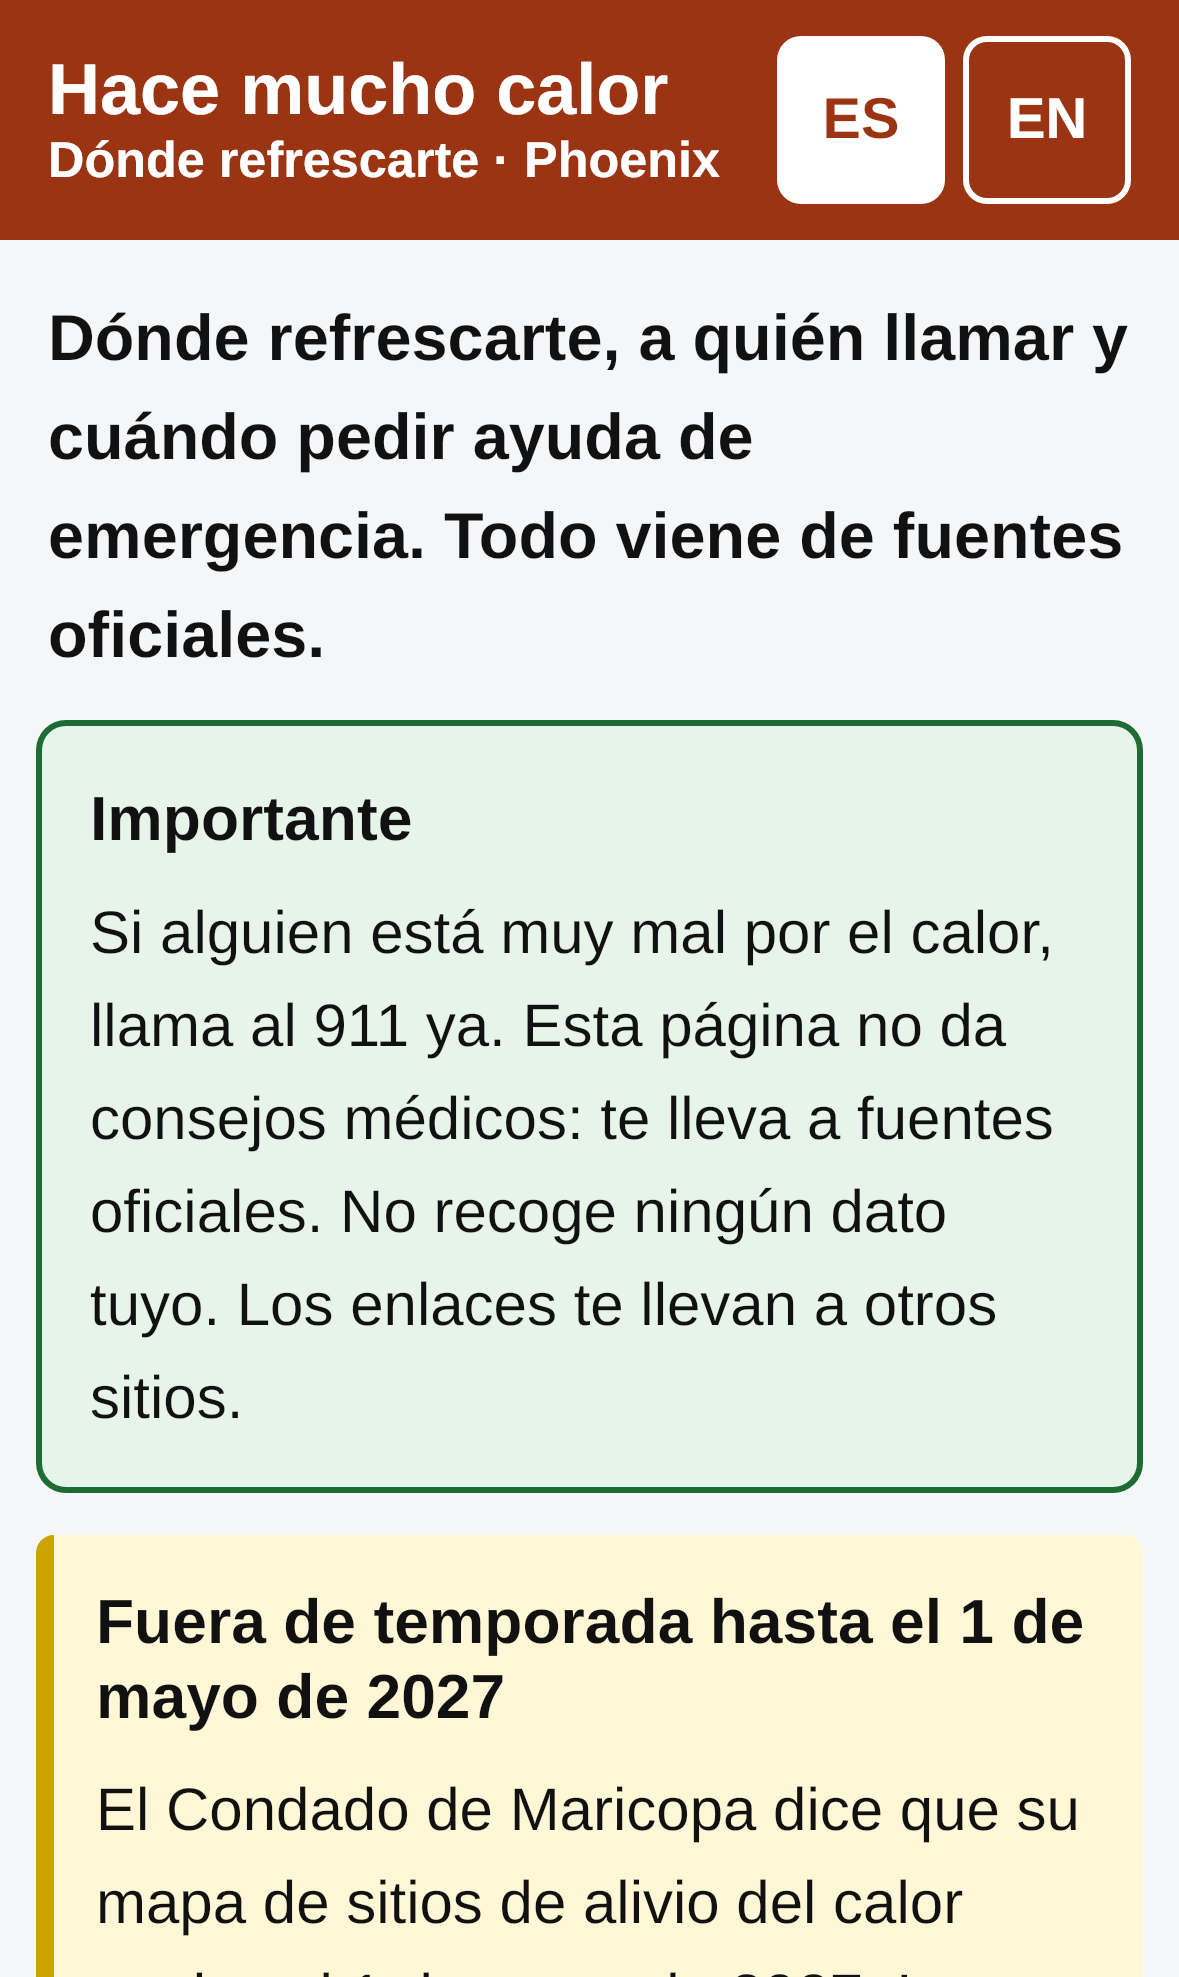 Hace mucho calor
Dónde refrescarte · Phoenix
ES
EN
Dónde refrescarte, a quién llamar y
cuándo pedir ayuda de
emergencia. Todo viene de fuentes
oficiales.
Importante
Si alguien está muy mal por el calor,
llama al 911 ya. Esta página no da
consejos médicos: te lleva a fuentes
oficiales. No recoge ningún dato
tuyo. Los enlaces te llevan a otros
sitios.
Fuera de temporada hasta el 1 de
mayo de 2027
El Condado de Maricopa dice que su
mapa de sitios de alivio del calor